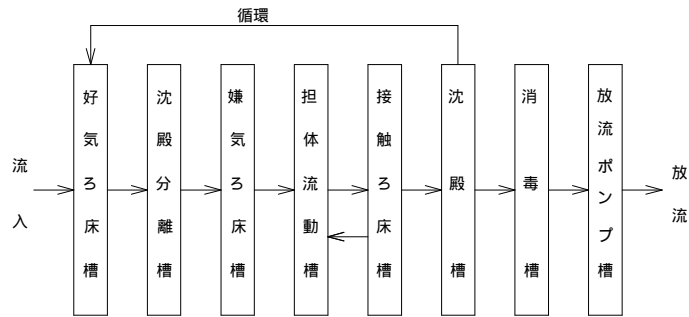 循環
流入
好気ろ床槽
沈殿分離槽
嫌気ろ床槽
担体流動槽
接触ろ床槽
沈殿槽
消毒槽
放流ポンプ槽
放流